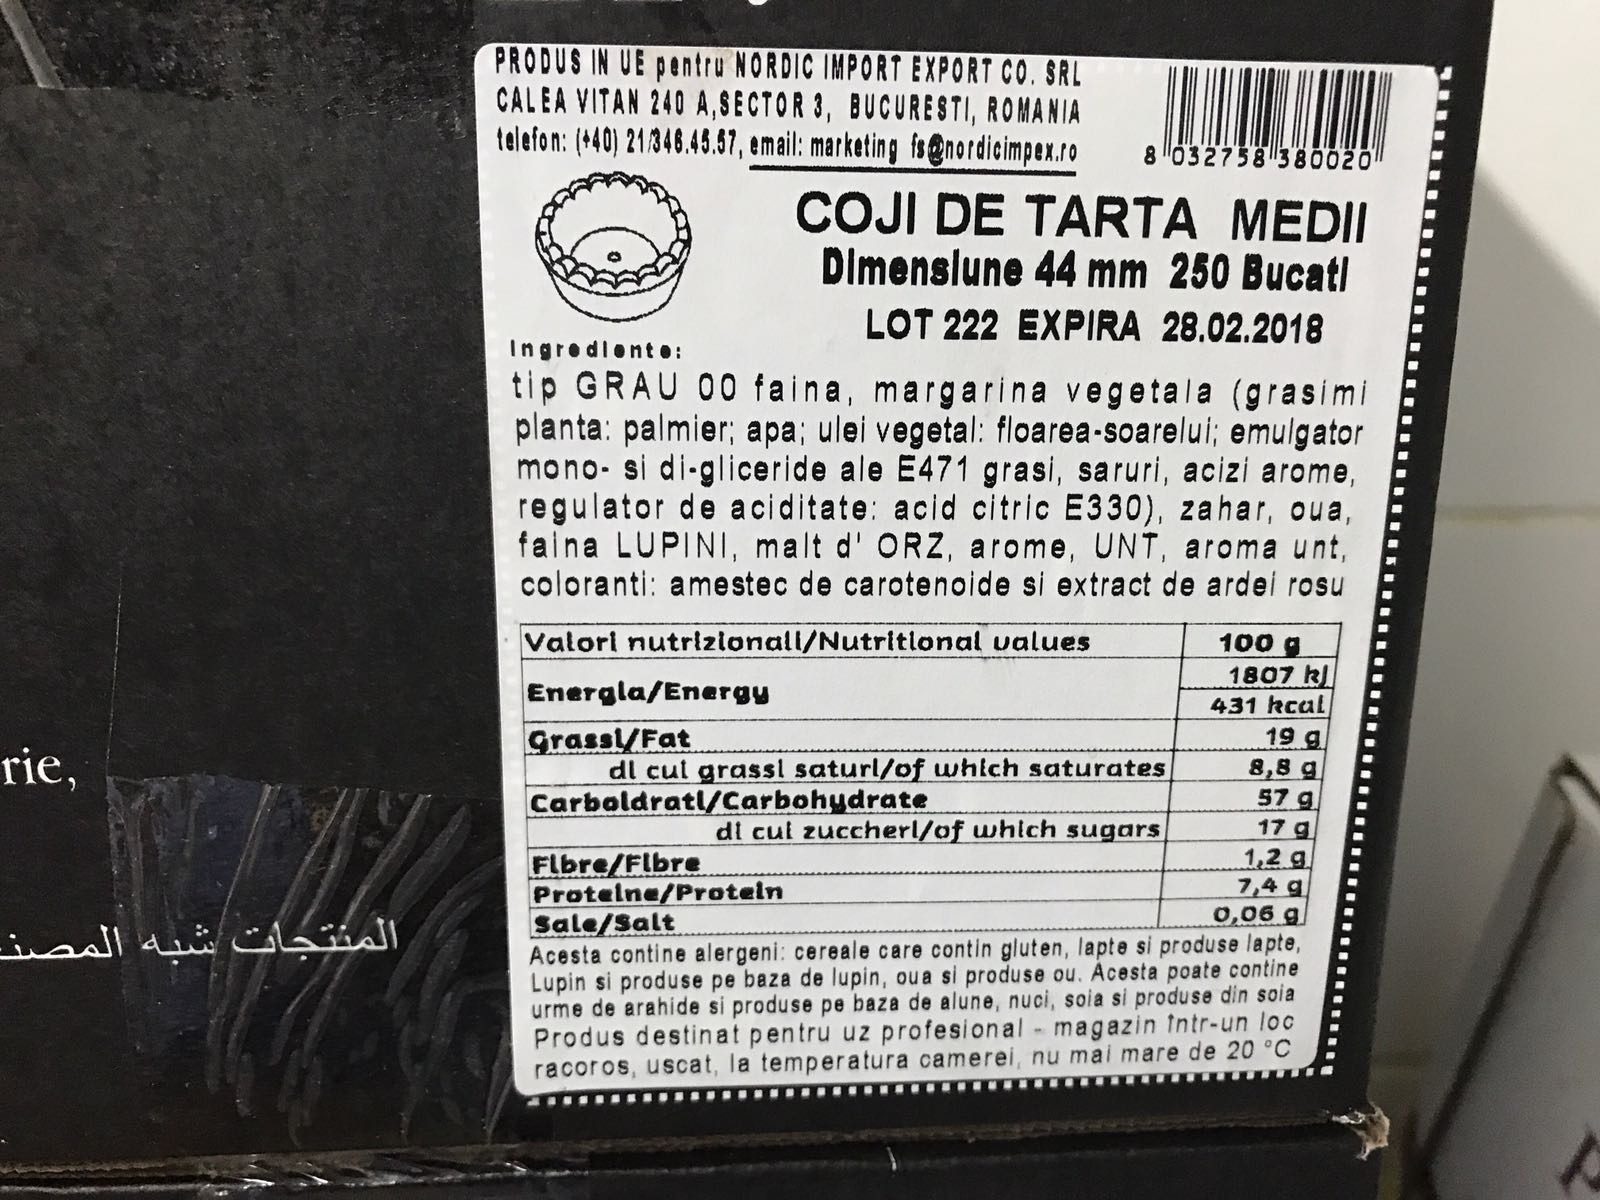 PRODUS IN UE pentru NORDIC IMPORT EXPORT CO. SRL
CALEA VITAN 240 A,SECTOR 3, BUCURESTI, ROMANIA
telefon: (+40) 21/346.45.57, email: marketing fs@nordicimpex.ro
8 032758 380020
COJI DE TARTA MEDII
Dimensiune 44 mm 250 Bucati
LOT 222 EXPIRA 28.02.2018
Ingrediente:
tip GRAU 00 faina, margarina vegetala (grasimi
planta: palmier; apa; ulei vegetal: floarea-soarelui; emulgator
mono- si di-gliceride ale E471 grasi, saruri, acizi arome,
regulator de aciditate: acid citric E330), zahar, oua,
faina LUPINI, malt d' ORZ, arome, UNT, aroma unt,
coloranti: amestec de carotenoide si extract de ardei rosu
Valori nutrizionali/Nutritional values 100 g
Energia/Energy 1807 kJ
431 kcal
Grassi/Fat 19 g
di cui grassi saturi/of which saturates 8,8 g
Carboidrati/Carbohydrate 57 g
di cui zuccheri/of which sugars 17 g
Fibre/Fibre 1,2 g
Proteine/Protein 7,4 g
Sale/Salt 0,06 g
Acesta contine alergeni: cereale care contin gluten, lapte si produse lapte,
Lupin si produse pe baza de lupin, oua si produse ou. Acesta poate contine
urme de arahide si produse pe baza de alune, nuci, soia si produse din soia
Produs destinat pentru uz profesional - magazin într-un loc
racoros, uscat, la temperatura camerei, nu mai mare de 20 °C
rie,
المنتجات شبه المصن